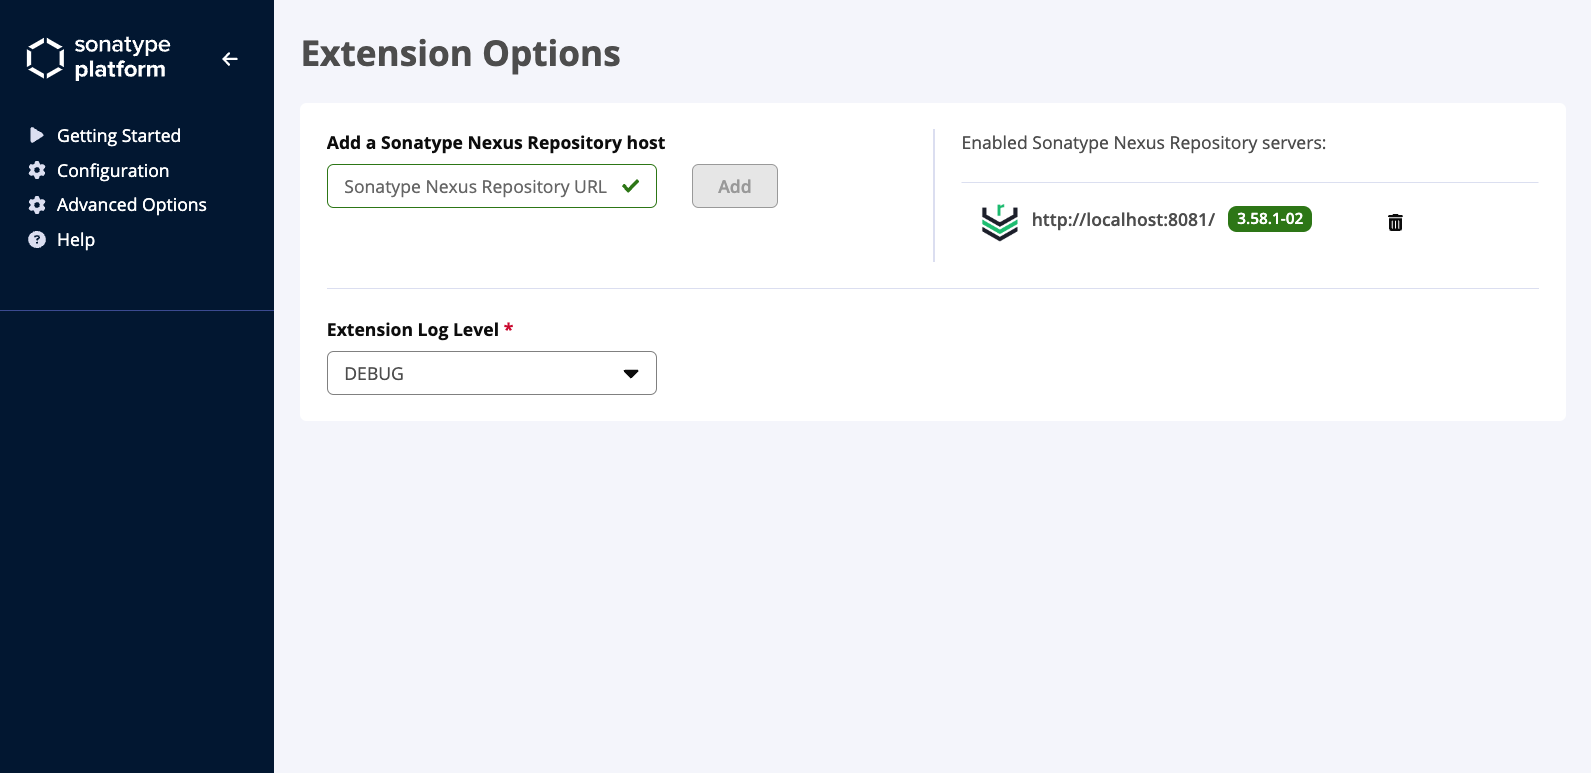 sonatype
platform
Getting Started
Configuration
Advanced Options
Help
Extension Options
Add a Sonatype Nexus Repository host
Sonatype Nexus Repository URL
Add
Enabled Sonatype Nexus Repository servers:
r
http://localhost:8081/ 3.58.1-02
Extension Log Level *
DEBUG